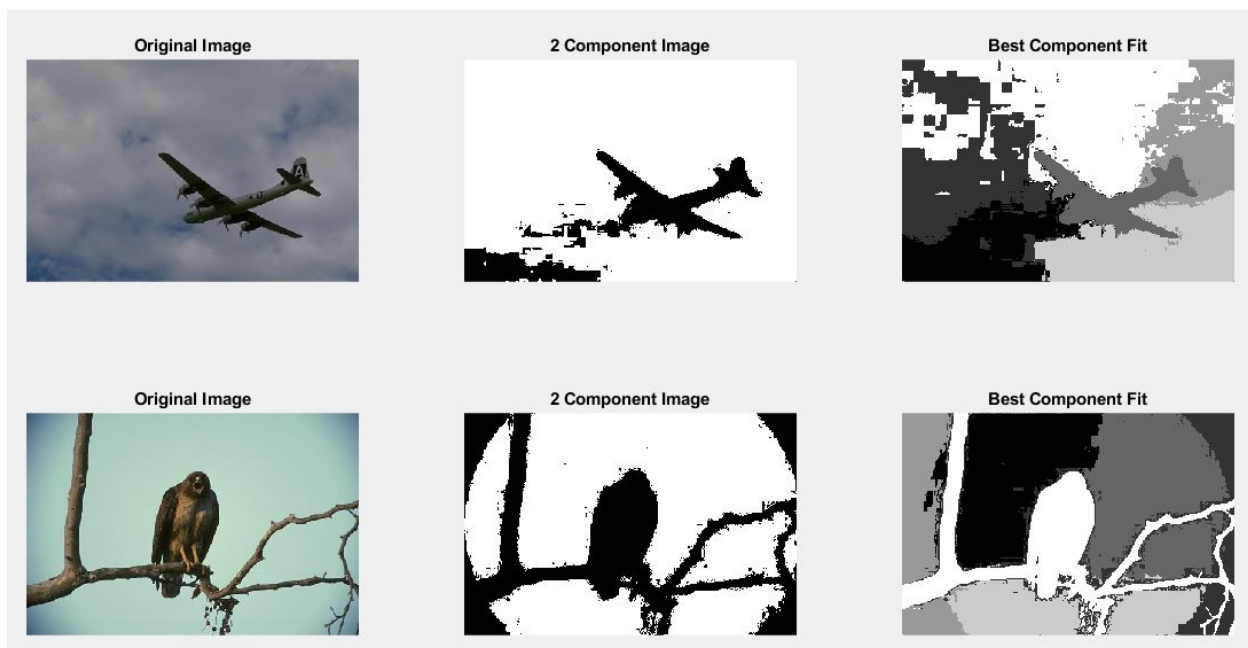 Original Image
2 Component Image
Best Component Fit
A
Original Image
2 Component Image
Best Component Fit